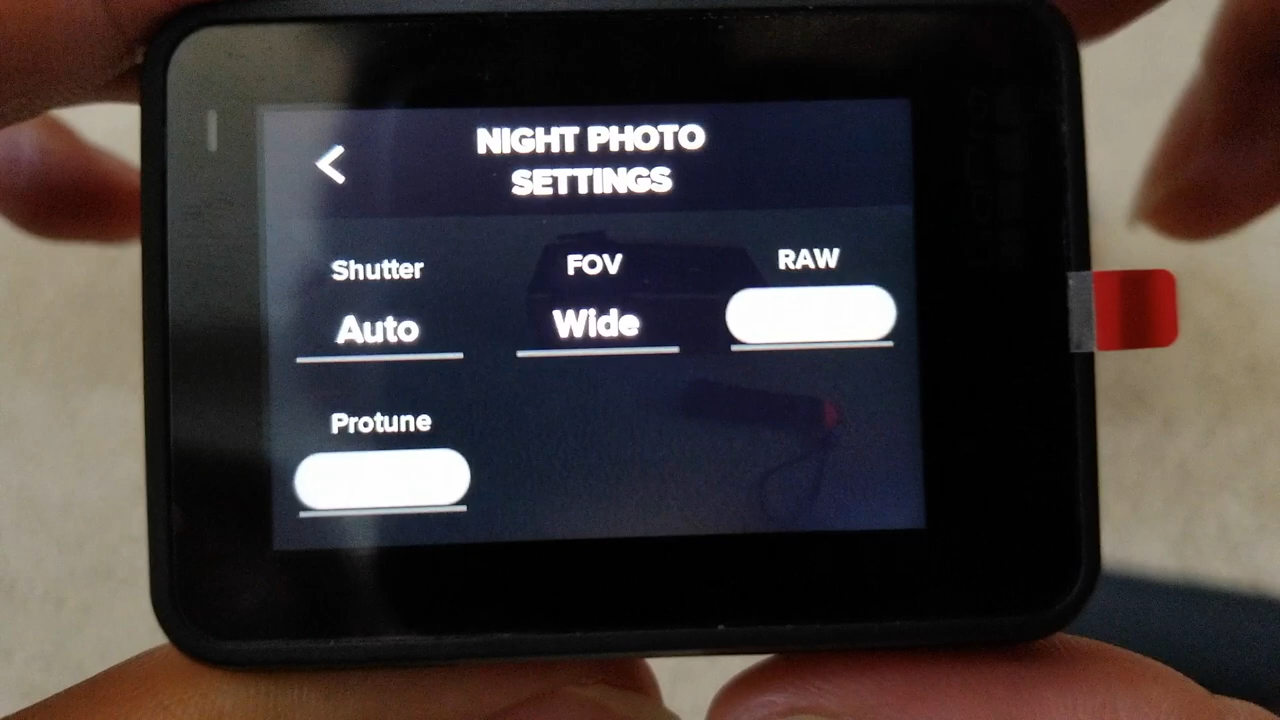 NIGHT PHOTO
SETTINGS
Shutter
FOV
RAW
Auto
Wide
Protune